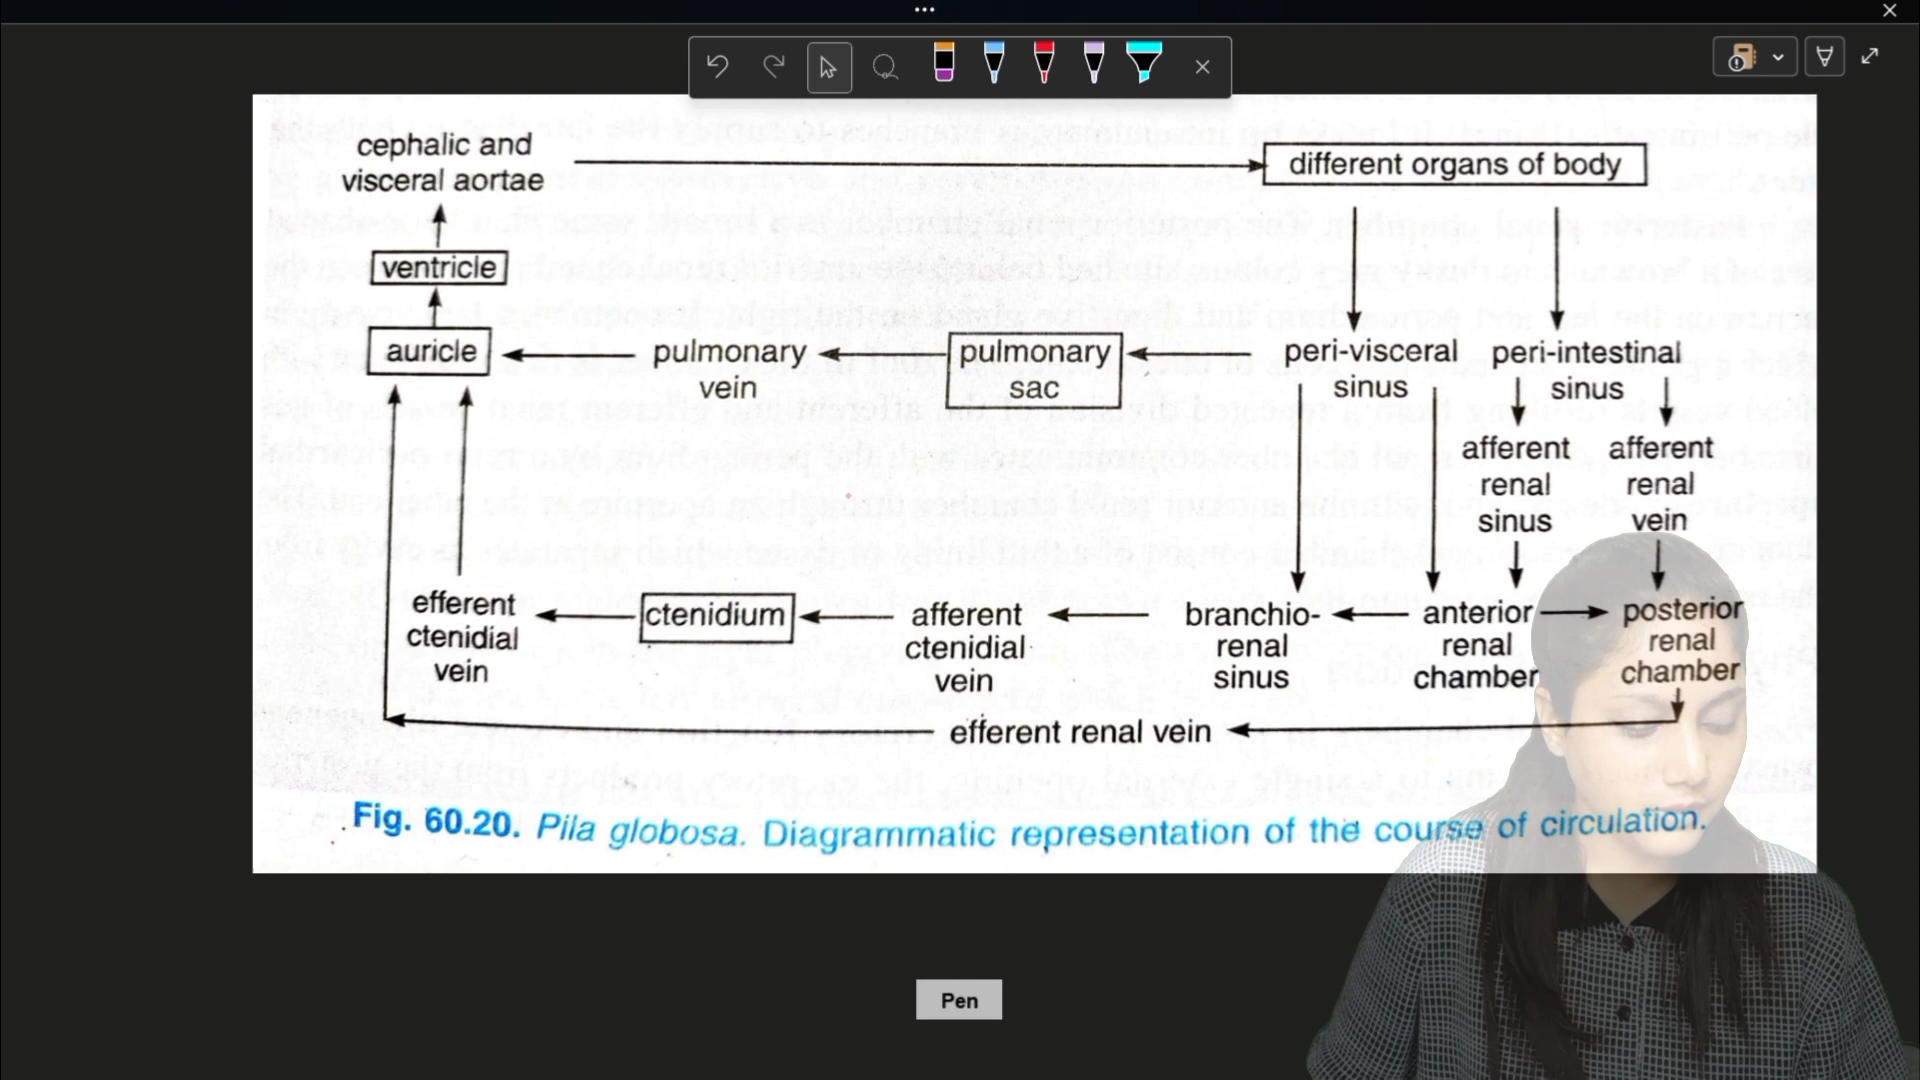 cephalic and
visceral aortae
different organs of body
ventricle
auricle
pulmonary
vein
pulmonary
sac
peri-visceral
sinus
peri-intestinal
sinus
afferent
renal
sinus
afferent
renal
vein
efferent
ctenidial
vein
ctenidium
afferent
ctenidial
vein
branchio-
renal
sinus
anterior
renal
chamber
posterior
renal
chamber
efferent renal vein
Fig. 60.20. Pila globosa. Diagrammatic representation of the course of circulation.
Pen